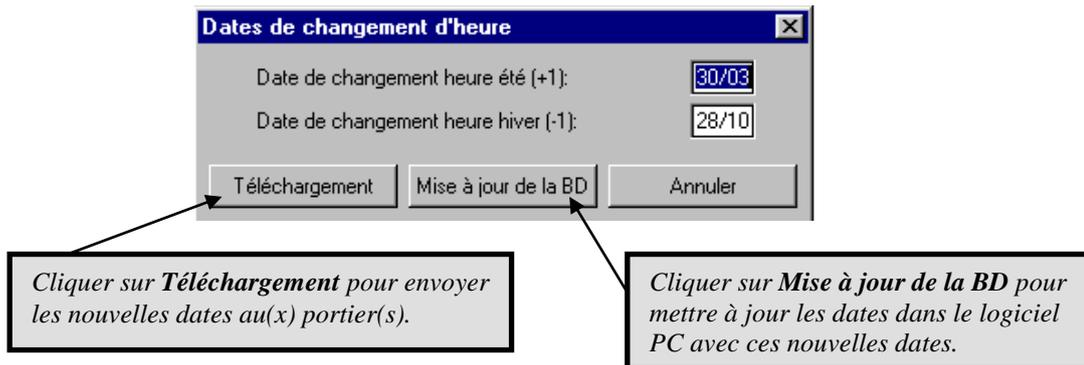 Dates de changement d'heure
Date de changement heure été (+1): 30/03
Date de changement heure hiver (-1): 28/10
Téléchargement Mise à jour de la BD Annuler
Cliquer sur Téléchargement pour envoyer
les nouvelles dates au(x) portier(s).
Cliquer sur Mise à jour de la BD pour
mettre à jour les dates dans le logiciel
PC avec ces nouvelles dates.